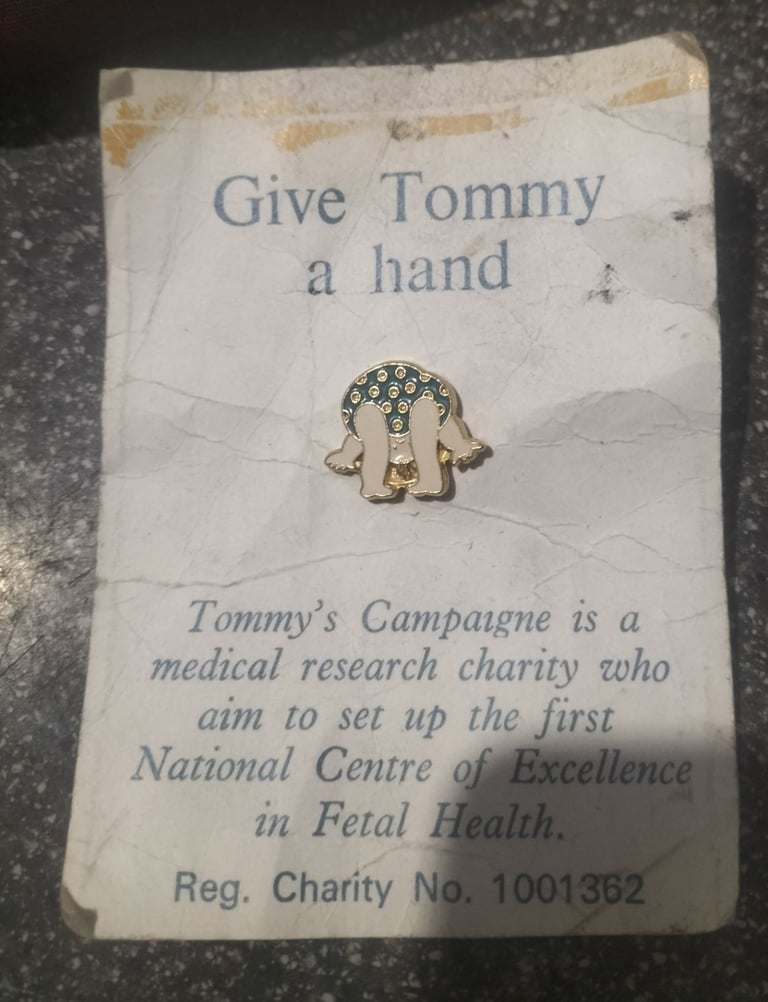 Give Tommy
a hand
Tommy's Campaigne is a
medical research charity who
aim to set up the first
National Centre of Excellence
in Fetal Health.
Reg. Charity No. 1001362